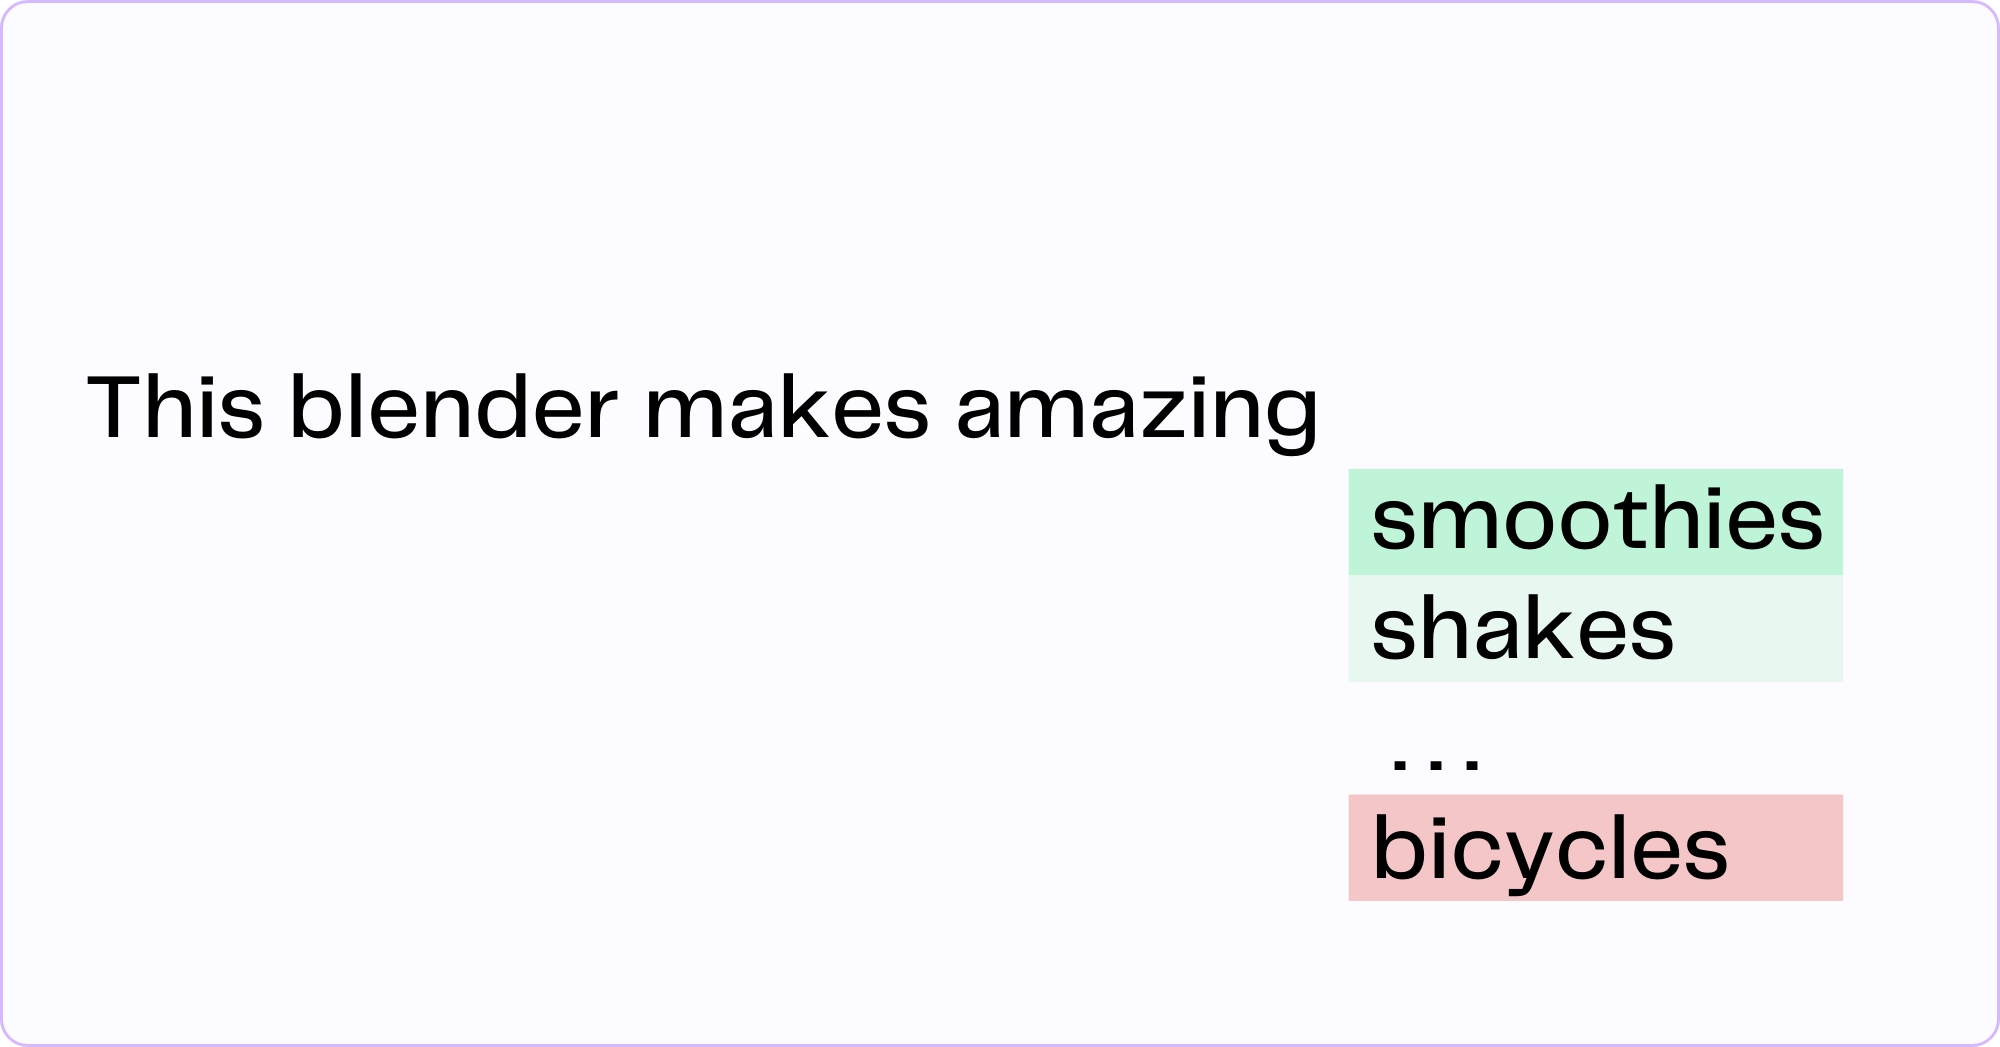 This blender makes amazing
smoothies
shakes
...
bicycles